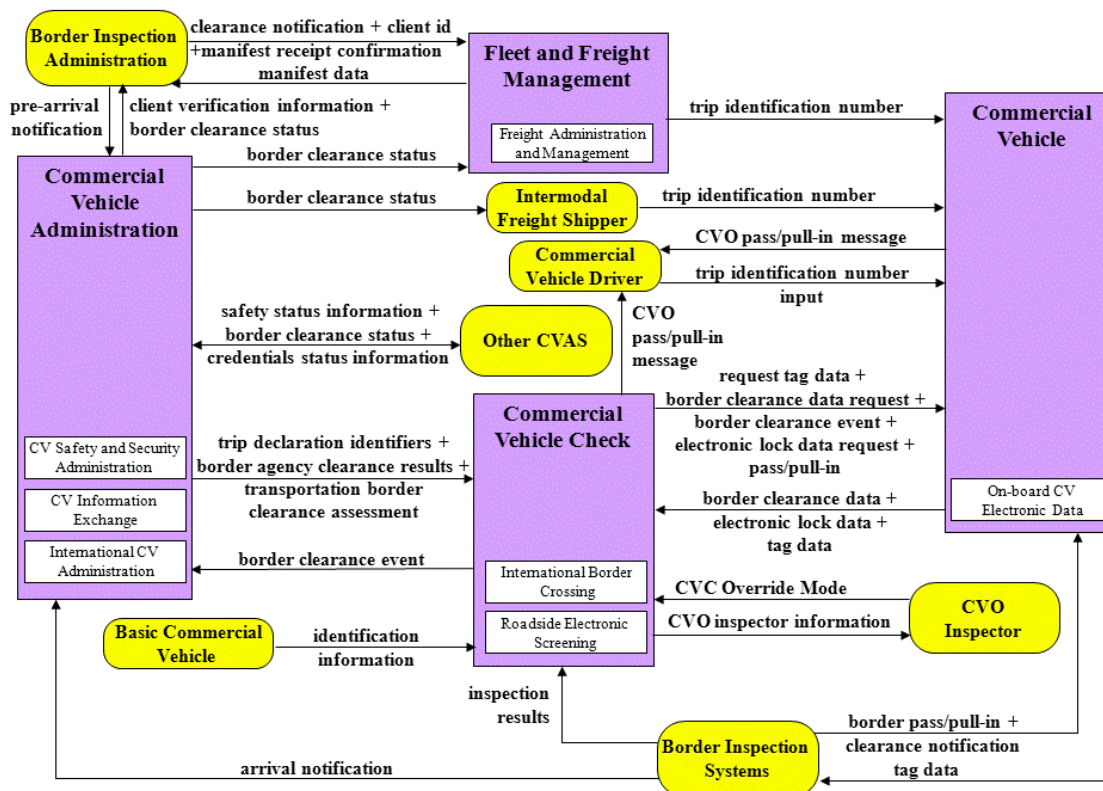 Border Inspection
Administration
clearance notification + client id
+manifest receipt confirmation
manifest data
Fleet and Freight
Management
Freight Administration
and Management
pre-arrival
notification
client verification information +
border clearance status
trip identification number
Commercial
Vehicle
Commercial
Vehicle
Administration
border clearance status
border clearance status
Intermodal
Freight Shipper
trip identification number
CVO pass/pull-in message
Commercial
Vehicle Driver
trip identification number
input
safety status information +
border clearance status +
credentials status information
Other CVAS
CVO
pass/pull-in
message
request tag data +
border clearance data request +
border clearance event +
electronic lock data request +
pass/pull-in
Commercial
Vehicle Check
CV Safety and Security
Administration
CV Information
Exchange
International CV
Administration
trip declaration identifiers +
border agency clearance results +
transportation border
clearance assessment
border clearance data +
electronic lock data +
tag data
On-board CV
Electronic Data
border clearance event
International Border
Crossing
Roadside Electronic
Screening
CVC Override Mode
CVO inspector information
CVO
Inspector
Basic Commercial
Vehicle
identification
information
inspection
results
Border Inspection
Systems
border pass/pull-in +
clearance notification
tag data
arrival notification